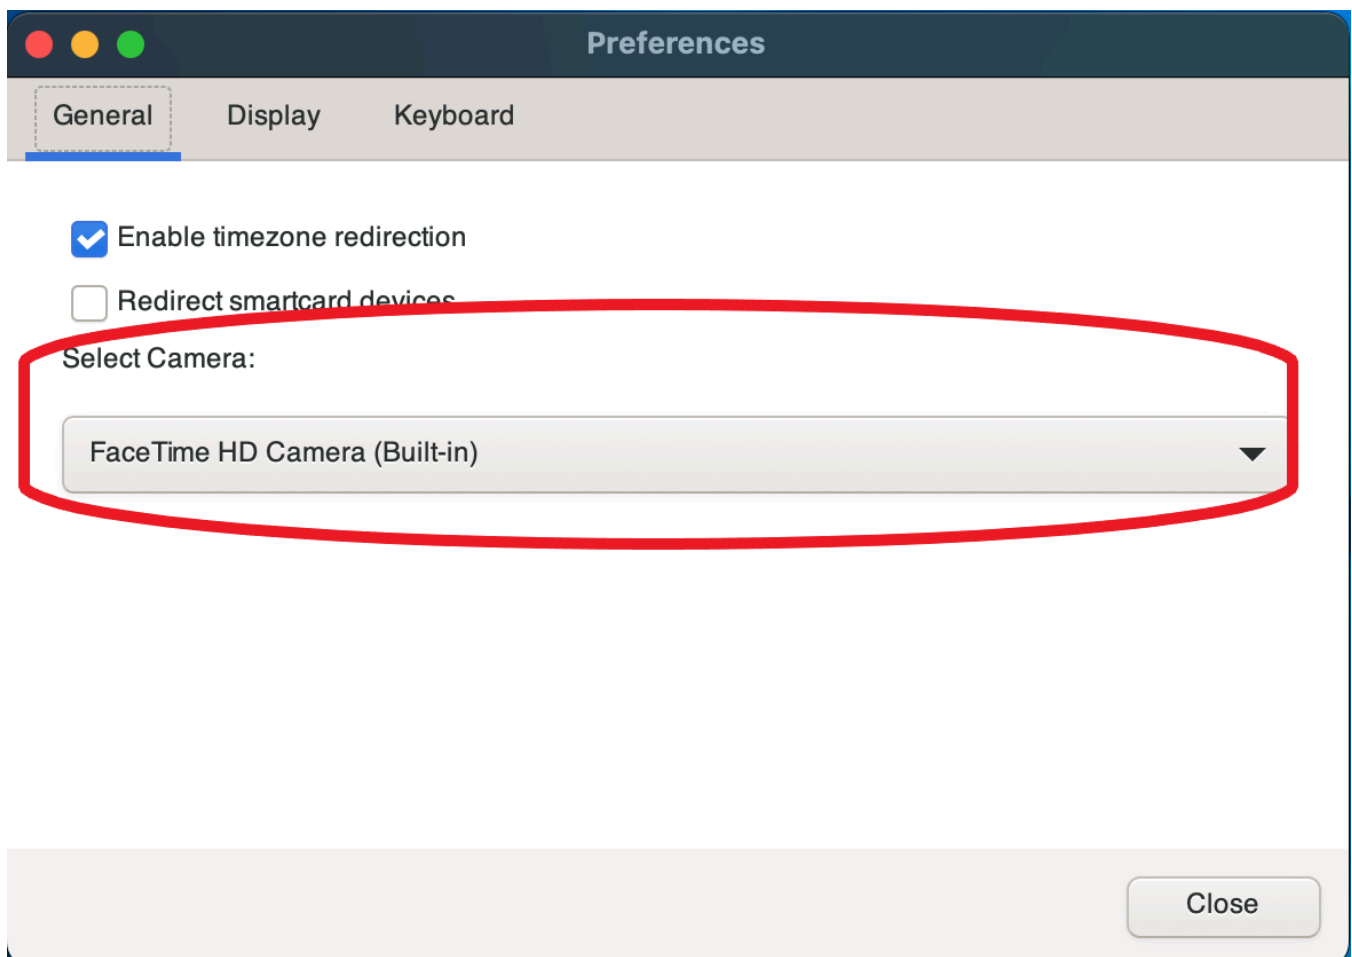 Preferences
General Display Keyboard
Enable timezone redirection
Redirect smartcard devices
Select Camera:
FaceTime HD Camera (Built-in)
Close